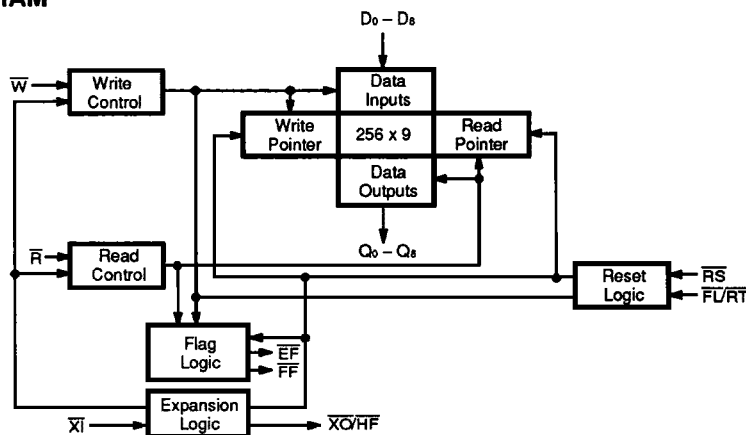 D0 – D8
W
Write
Control
Data
Inputs
Write
Pointer
256 x 9
Read
Pointer
Data
Outputs
Q0 – Q8
R
Read
Control
Reset
Logic
RS
FL/RT
Flag
Logic
EF
FF
Expansion
Logic
XI
XO/HF